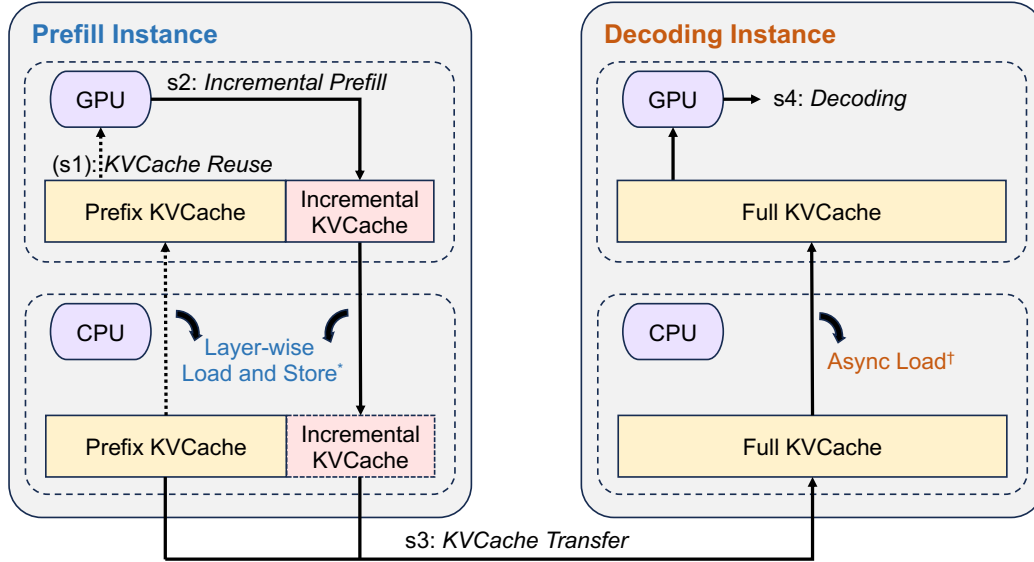 Prefill Instance
GPU
s2: Incremental Prefill
(s1): KVCache Reuse
Prefix KVCache
Incremental
KVCache
CPU
Layer-wise
Load and Store*
Prefix KVCache
Incremental
KVCache
s3: KVCache Transfer
Decoding Instance
GPU
s4: Decoding
Full KVCache
CPU
Async Load†
Full KVCache